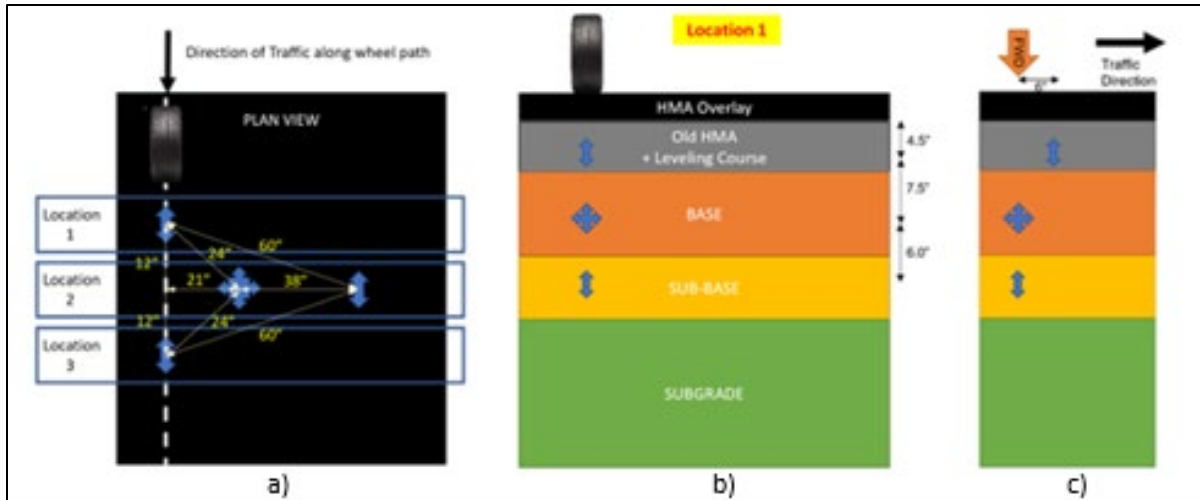 Direction of Traffic along wheel path
PLAN VIEW
Location
1
Location
2
Location
3
12"
24"
60"
21"
38"
12"
24"
60"
a)
Location 1
HMA Overlay
Old HMA
+ Leveling Course
BASE
SUB-BASE
SUBGRADE
4.5"
7.5"
6.0"
b)
FWD
Traffic
Direction
6"
c)